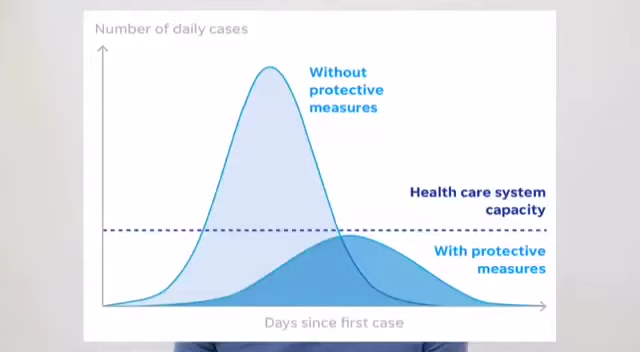 Number of daily cases
Without
protective
measures
Health care system
capacity
With protective
measures
Days since first case